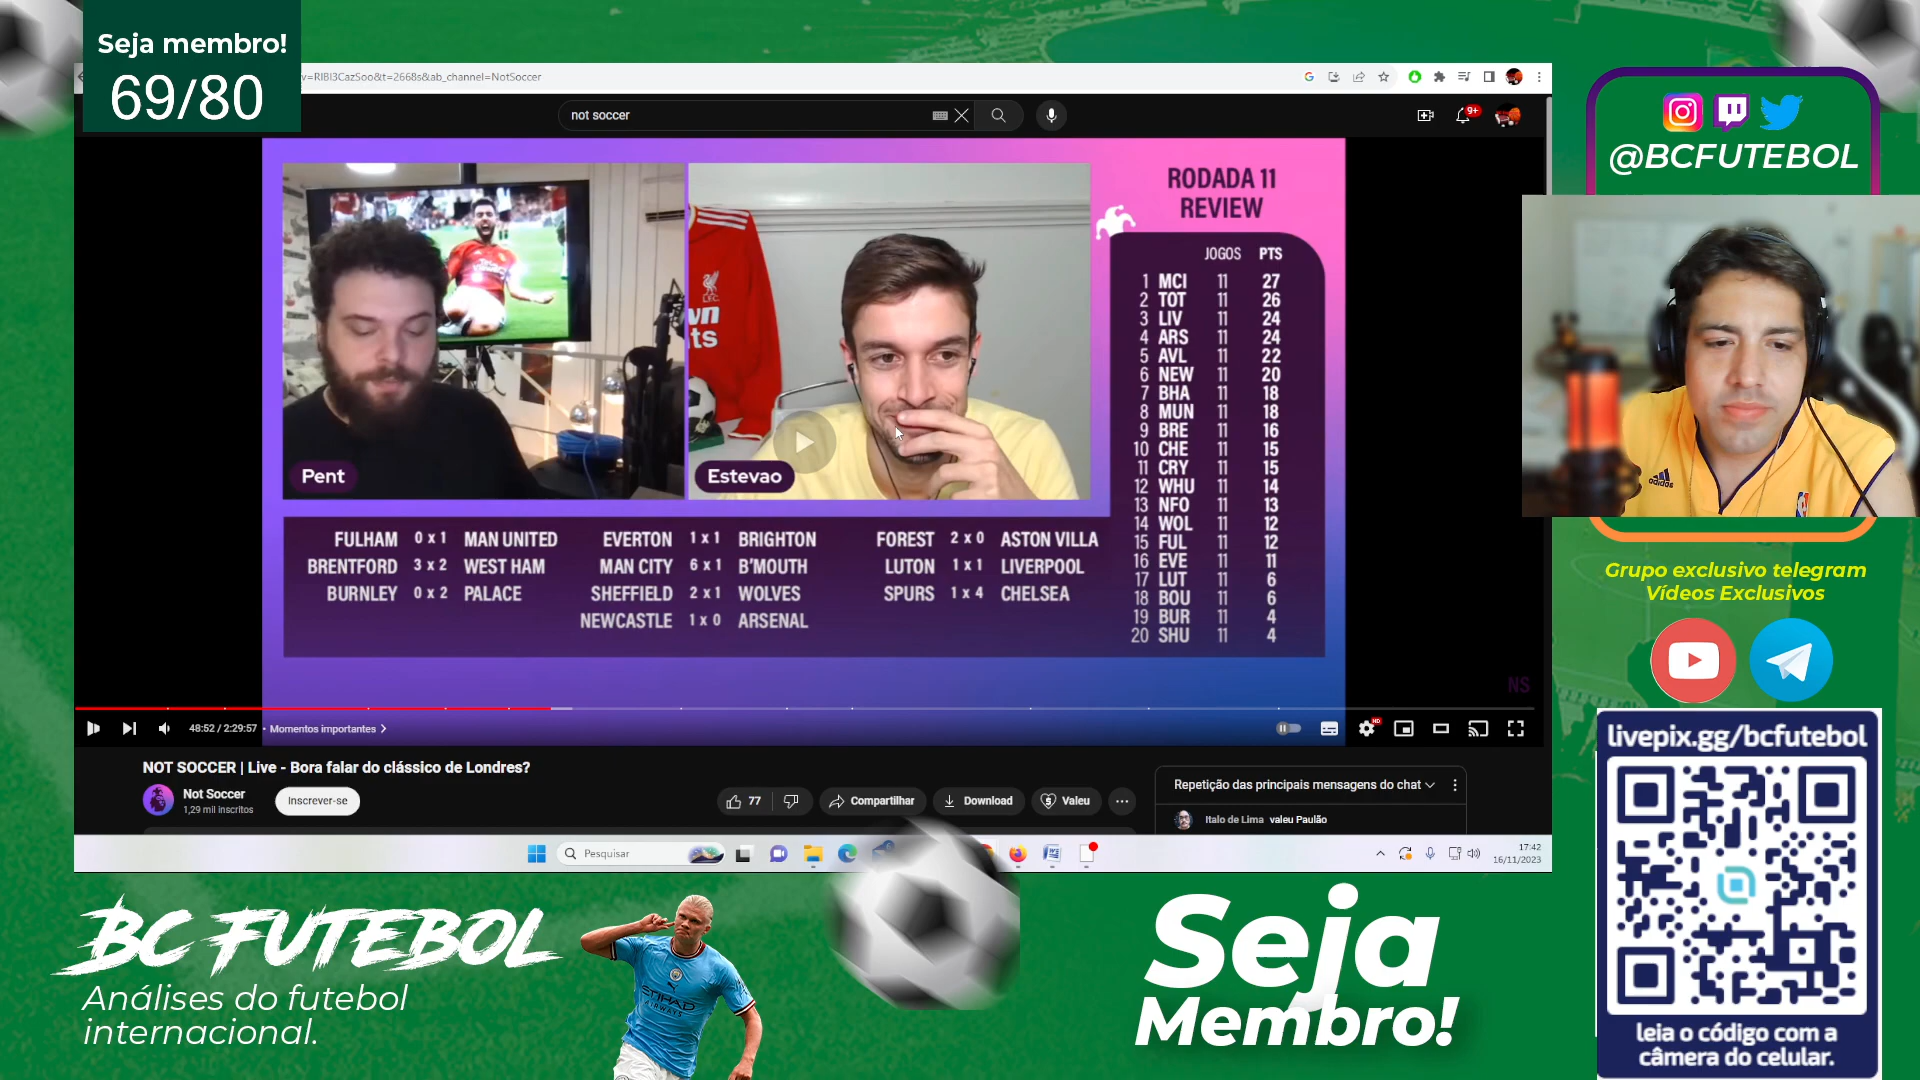 Seja membro!
69/80
v=RIBI3CazSoo&t=2668s&ab_channel=NotSoccer
not soccer
9+
@BCFUTEBOL
RODADA 11
REVIEW
JOGOS PTS
1 MCI 11 27
2 TOT 11 26
3 LIV 11 24
4 ARS 11 24
5 AVL 11 22
6 NEW 11 20
7 BHA 11 18
8 MUN 11 18
9 BRE 11 16
10 CHE 11 15
11 CRY 11 15
12 WHU 11 14
13 NFO 11 13
14 WOL 11 12
15 FUL 11 12
16 EVE 11 11
17 LUT 11 6
18 BOU 11 6
19 BUR 11 4
20 SHU 11 4
Pent
Estevao
adidas
FULHAM 0 x 1 MAN UNITED
BRENTFORD 3 x 2 WEST HAM
BURNLEY 0 x 2 PALACE
EVERTON 1 x 1 BRIGHTON
MAN CITY 6 x 1 B'MOUTH
SHEFFIELD 2 x 1 WOLVES
NEWCASTLE 1 x 0 ARSENAL
FOREST 2 x 0 ASTON VILLA
LUTON 1 x 1 LIVERPOOL
SPURS 1 x 4 CHELSEA
NS
48:52 / 2:29:57 • Momentos importantes
HD
NOT SOCCER | Live - Bora falar do clássico de Londres?
Not Soccer
1,29 mil inscritos
Inscrever-se
77
Compartilhar
Download
Valeu
Repetição das principais mensagens do chat
Italo de Lima valeu Paulão
Pesquisar
17:42
16/11/2023
Grupo exclusivo telegram
Vídeos Exclusivos
livepix.gg/bcfutebol
leia o código com a
câmera do celular.
BC FUTEBOL
Análises do futebol
internacional.
ETIHAD
AIRWAYS
Seja
Membro!